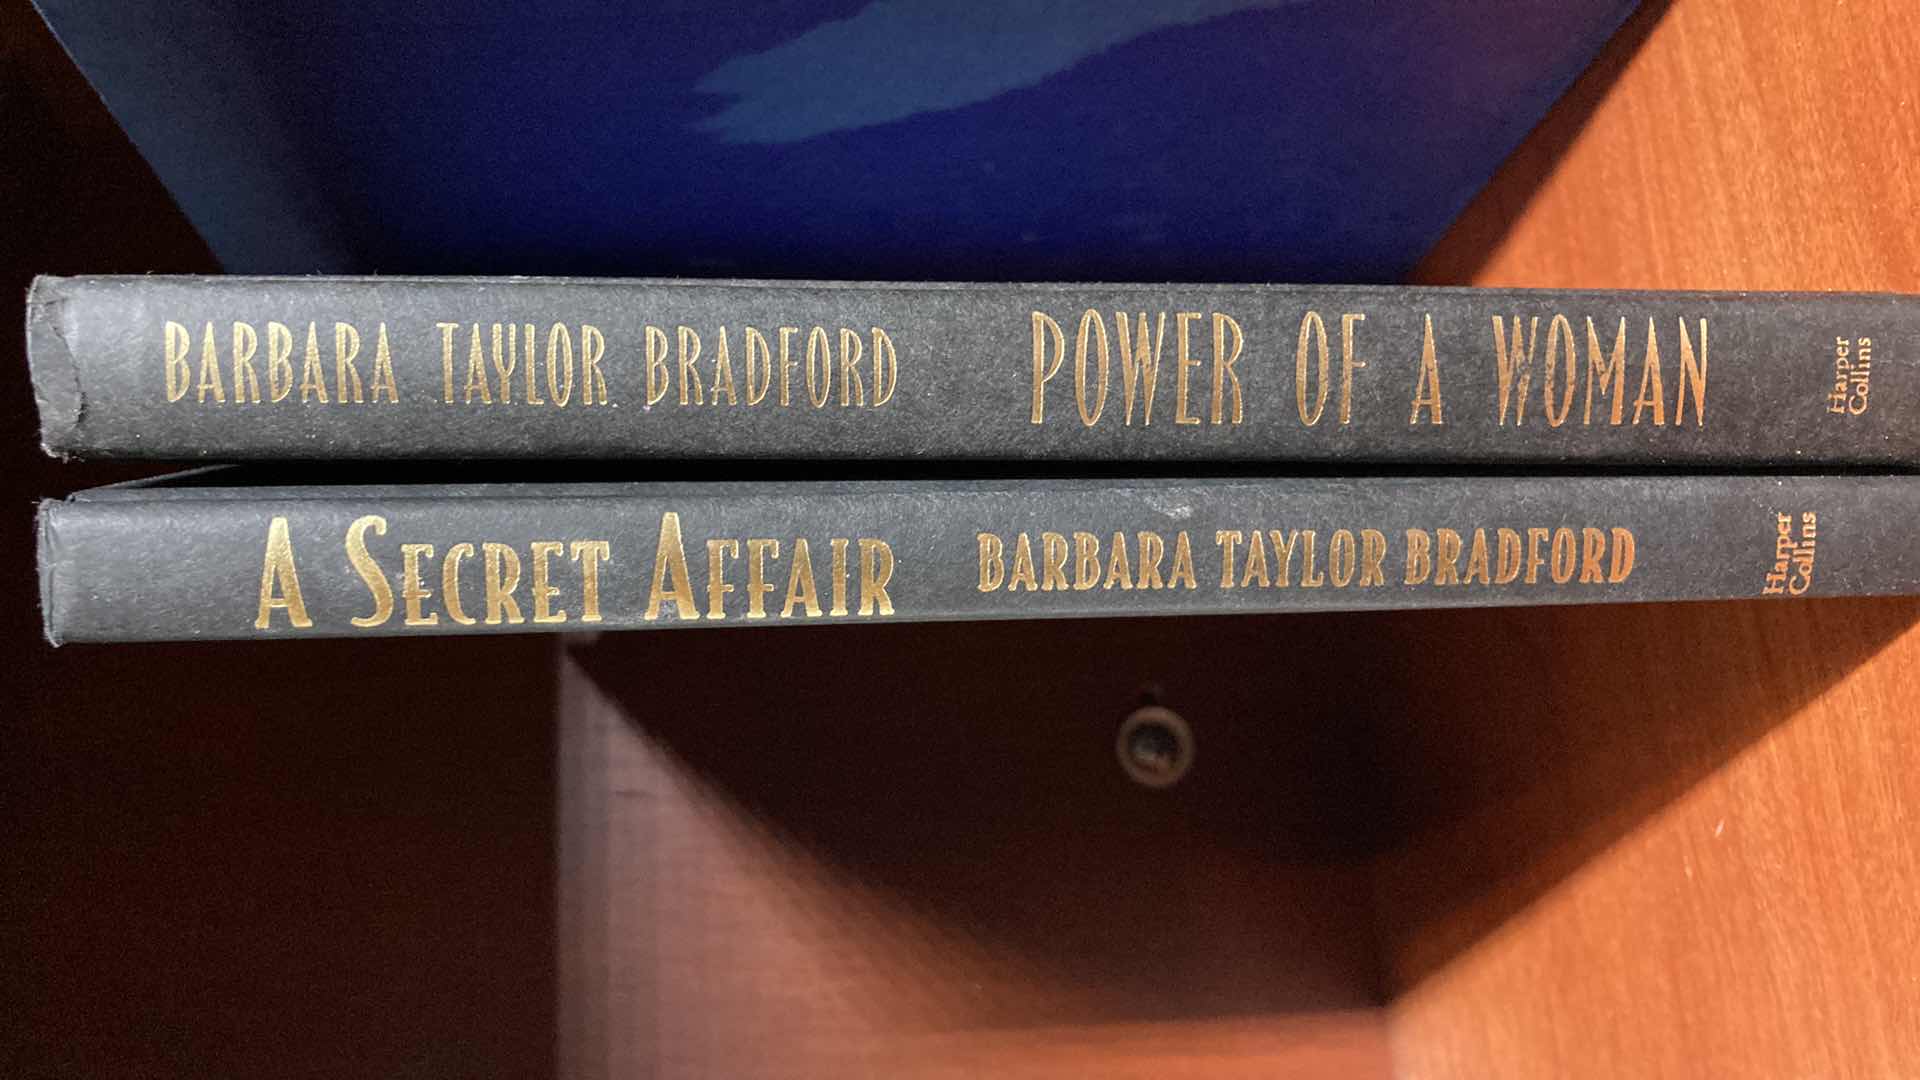 BARBARA TAYLOR BRADFORD POWER OF A WOMAN
Harper
Collins
A SECRET AFFAIR BARBARA TAYLOR BRADFORD
Harper
Collins